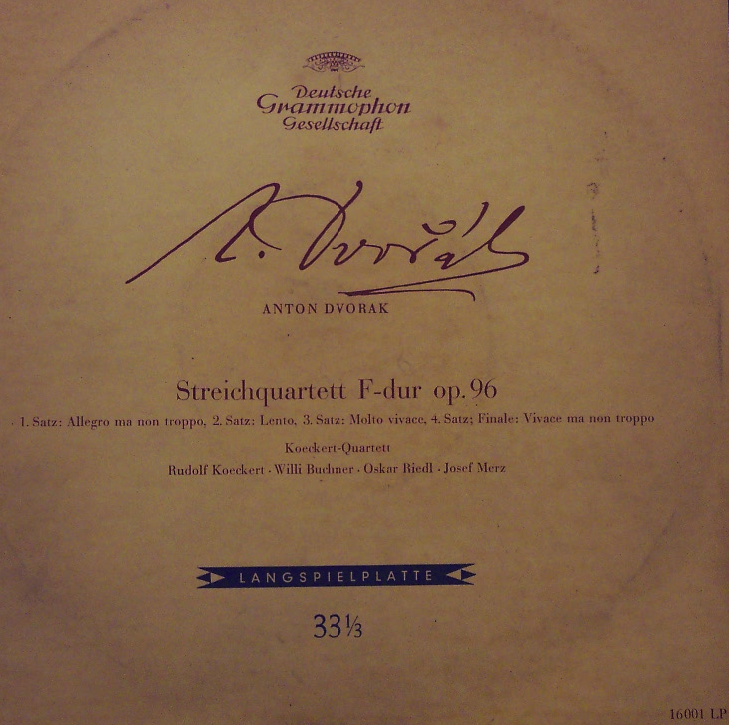 Deutsche
Grammophon
Gesellschaft
A. Dvořák
ANTON DVORAK
Streichquartett F-dur op. 96
1. Satz: Allegro ma non troppo, 2. Satz: Lento, 3. Satz: Molto vivace, 4. Satz; Finale: Vivace ma non troppo
Koeckert-Quartett
Rudolf Koeckert · Willi Buchner · Oskar Riedl · Josef Merz
LANGSPIELPLATTE
33⅓
16001 LP